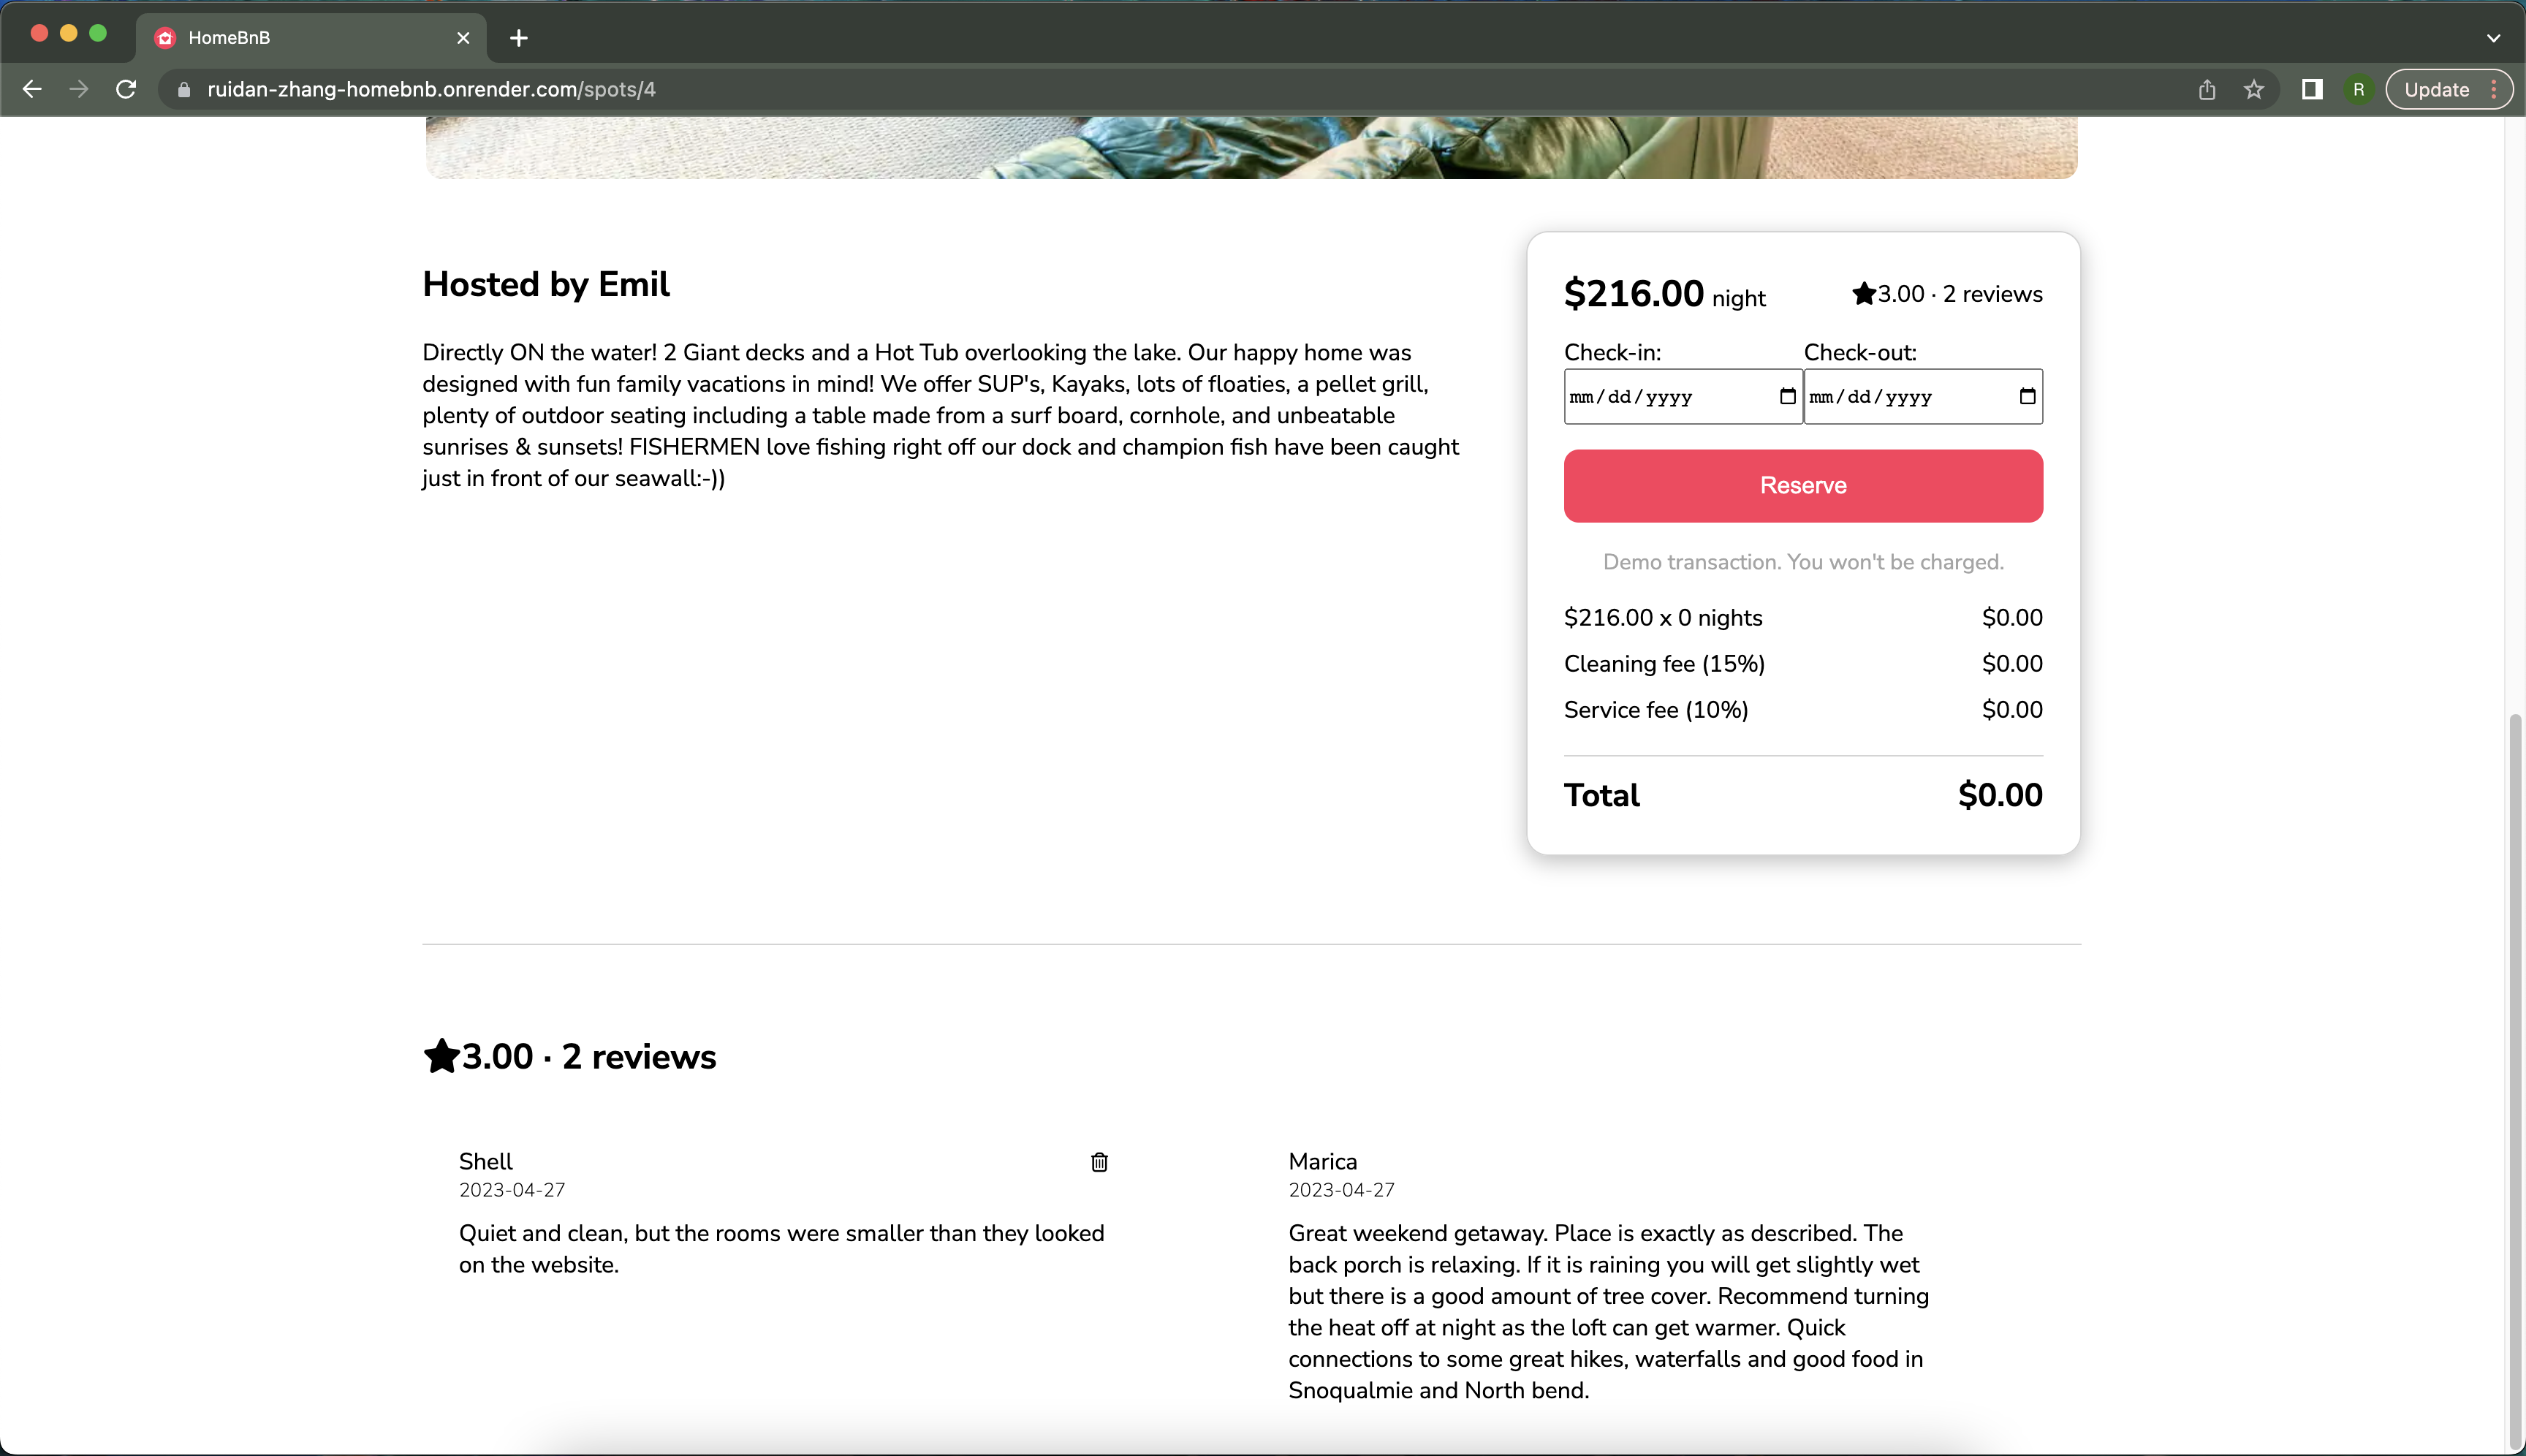 HomeBnB
ruidan-zhang-homebnb.onrender.com/spots/4
R
Update
Hosted by Emil
Directly ON the water! 2 Giant decks and a Hot Tub overlooking the lake. Our happy home was
designed with fun family vacations in mind! We offer SUP's, Kayaks, lots of floaties, a pellet grill,
plenty of outdoor seating including a table made from a surf board, cornhole, and unbeatable
sunrises & sunsets! FISHERMEN love fishing right off our dock and champion fish have been caught
just in front of our seawall:-))
$216.00 night
3.00 · 2 reviews
Check-in:
Check-out:
mm/dd/yyyy
mm/dd/yyyy
Reserve
Demo transaction. You won't be charged.
$216.00 x 0 nights
$0.00
Cleaning fee (15%)
$0.00
Service fee (10%)
$0.00
Total
$0.00
3.00 · 2 reviews
Shell
2023-04-27
Quiet and clean, but the rooms were smaller than they looked
on the website.
Marica
2023-04-27
Great weekend getaway. Place is exactly as described. The
back porch is relaxing. If it is raining you will get slightly wet
but there is a good amount of tree cover. Recommend turning
the heat off at night as the loft can get warmer. Quick
connections to some great hikes, waterfalls and good food in
Snoqualmie and North bend.